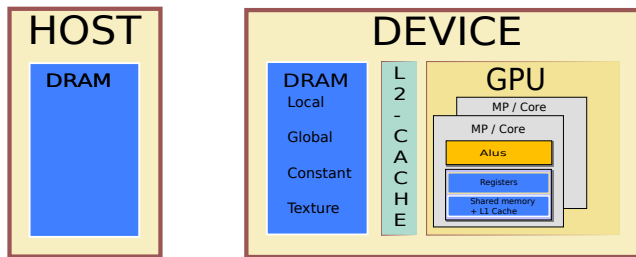 HOST
DRAM
DEVICE
DRAM
Local
Global
Constant
Texture
L
2
-
C
A
C
H
E
GPU
MP / Core
MP / Core
Alus
Registers
Shared memory
+ L1 Cache